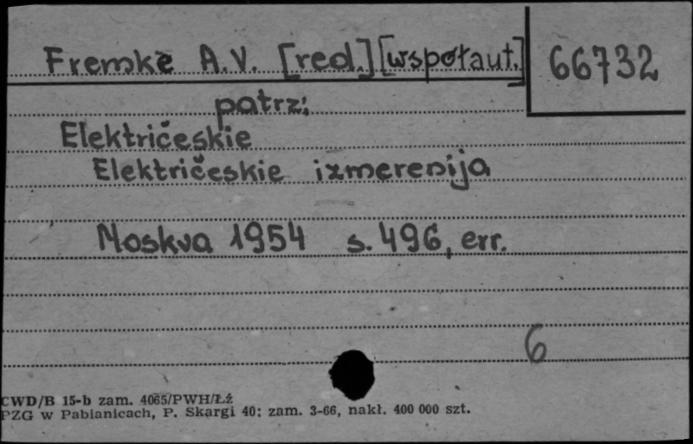 Fremke A.V. [red.] [współaut.]
66732
patrz:
Električeskie
Električeskie izmerenija
Moskva 1954 s. 496, err.
6
CWD/B 15-b zam. 4065/PWH/Łź
PZG w Pabianicach, P. Skargi 40; zam. 3-66, nakł. 400 000 szt.